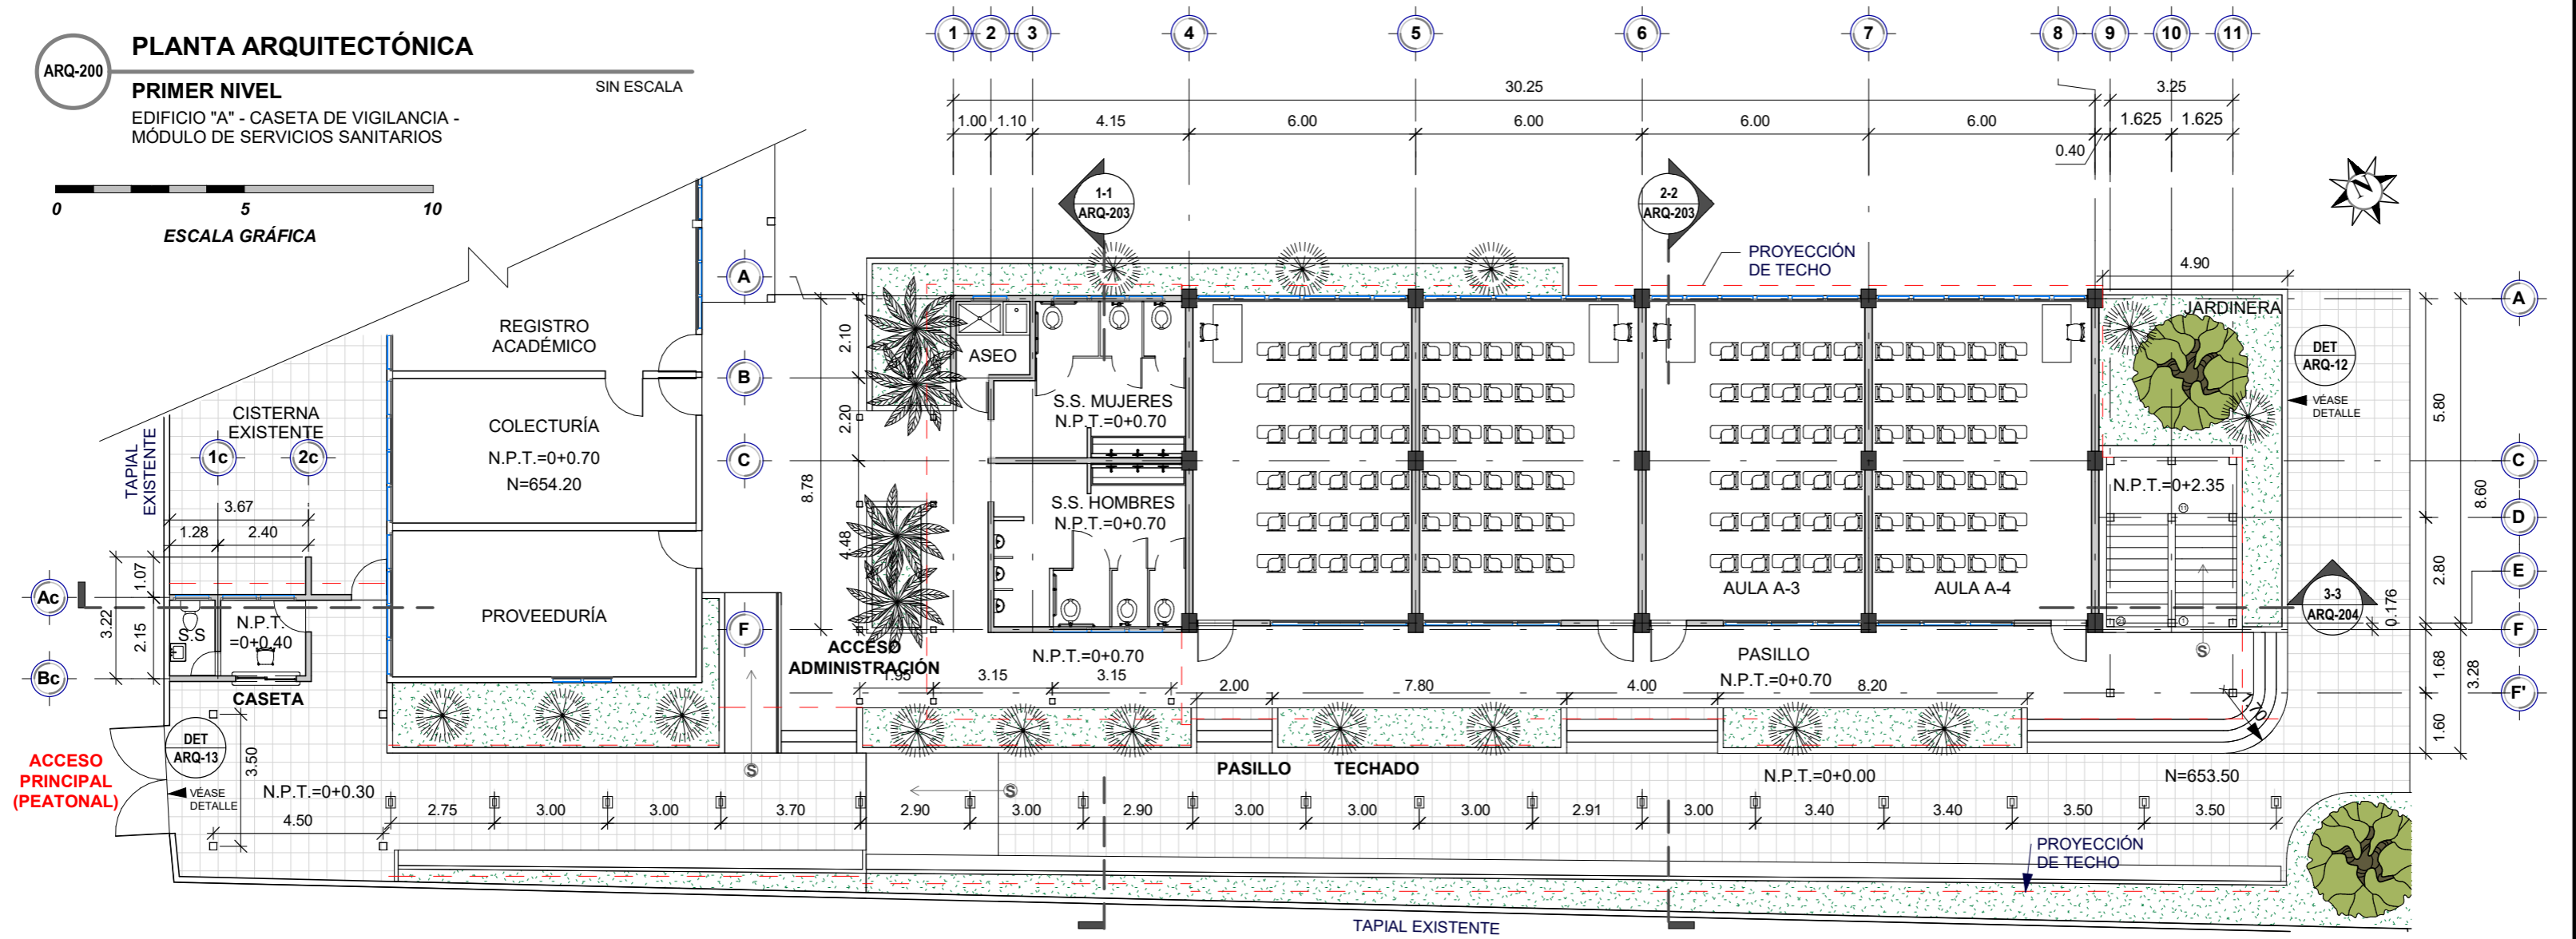 ARQ-200
PLANTA ARQUITECTÓNICA
PRIMER NIVEL
SIN ESCALA
EDIFICIO "A" - CASETA DE VIGILANCIA -
MÓDULO DE SERVICIOS SANITARIOS
0 5 10
ESCALA GRÁFICA
1 2 3 4 5 6 7 8 9 10 11
30.25 3.25
1.00 1.10 4.15 6.00 6.00 6.00 6.00 1.625 1.625
0.40
1-1
ARQ-203
2-2
ARQ-203
N
PROYECCIÓN
DE TECHO
4.90
A
A
JARDINERA
REGISTRO
ACADÉMICO
2.10
ASEO
DET
ARQ-12
VÉASE
DETALLE
B
5.80
CISTERNA
EXISTENTE
TAPIAL
EXISTENTE
1c 2c
COLECTURÍA
N.P.T.=0+0.70
N=654.20
2.20
S.S. MUJERES
N.P.T.=0+0.70
C
C
8.78
8.60
N.P.T.=0+2.35
11
D
3.67
1.28 2.40
S.S. HOMBRES
N.P.T.=0+0.70
4.48
1.07
3.22
2.15
Ac
Bc
S.S
N.P.T.
=0+0.40
CASETA
PROVEEDURÍA
AULA A-3
AULA A-4
2.80
E
3-3
ARQ-204
0.176
F
F
1
S
ACCESO
ADMINISTRACIÓN
N.P.T.=0+0.70
PASILLO
N.P.T.=0+0.70
1.68
3.28
F'
1.95 3.15 3.15 2.00 7.80 4.00 8.20
1.70
1.60
DET
ARQ-13
VÉASE
DETALLE
ACCESO
PRINCIPAL
(PEATONAL)
3.50
N.P.T.=0+0.30
4.50
S
S
PASILLO TECHADO
N.P.T.=0+0.00
N=653.50
2.75 3.00 3.00 3.70 2.90 3.00 2.90 3.00 3.00 3.00 2.91 3.00 3.40 3.40 3.50 3.50
PROYECCIÓN
DE TECHO
TAPIAL EXISTENTE